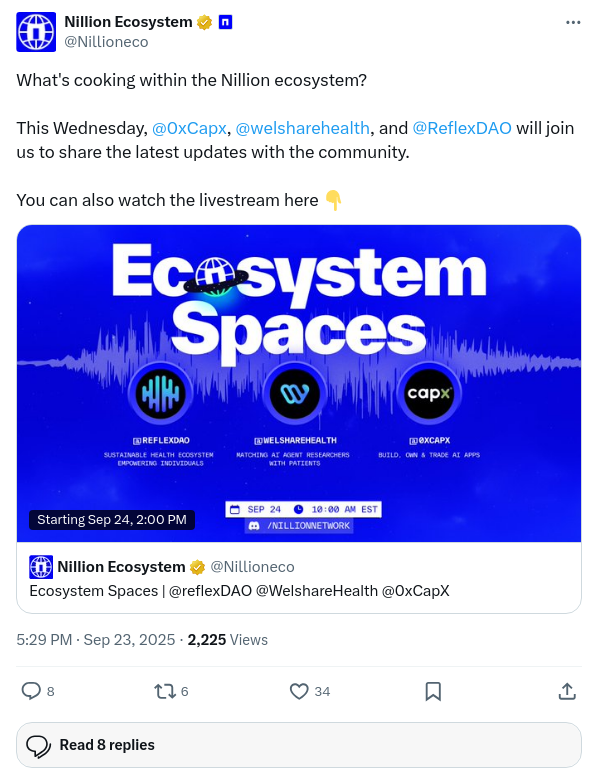 Nillion Ecosystem
@Nillioneco
What's cooking within the Nillion ecosystem?
This Wednesday, @0xCapx, @welsharehealth, and @ReflexDAO will join
us to share the latest updates with the community.
You can also watch the livestream here 👇
Ecosystem
Spaces
capx
REFLEXDAO
WELSHAREHEALTH
0XCAPX
SUSTAINABLE HEALTH ECOSYSTEM
EMPOWERING INDIVIDUALS
MATCHING AI AGENT RESEARCHERS
WITH PATIENTS
BUILD, OWN & TRADE AI APPS
SEP 24 10:00 AM EST
/NILLIONNETWORK
Starting Sep 24, 2:00 PM
Nillion Ecosystem @Nillioneco
Ecosystem Spaces | @reflexDAO @WelshareHealth @0xCapX
5:29 PM · Sep 23, 2025 · 2,225 Views
8 6 34
Read 8 replies